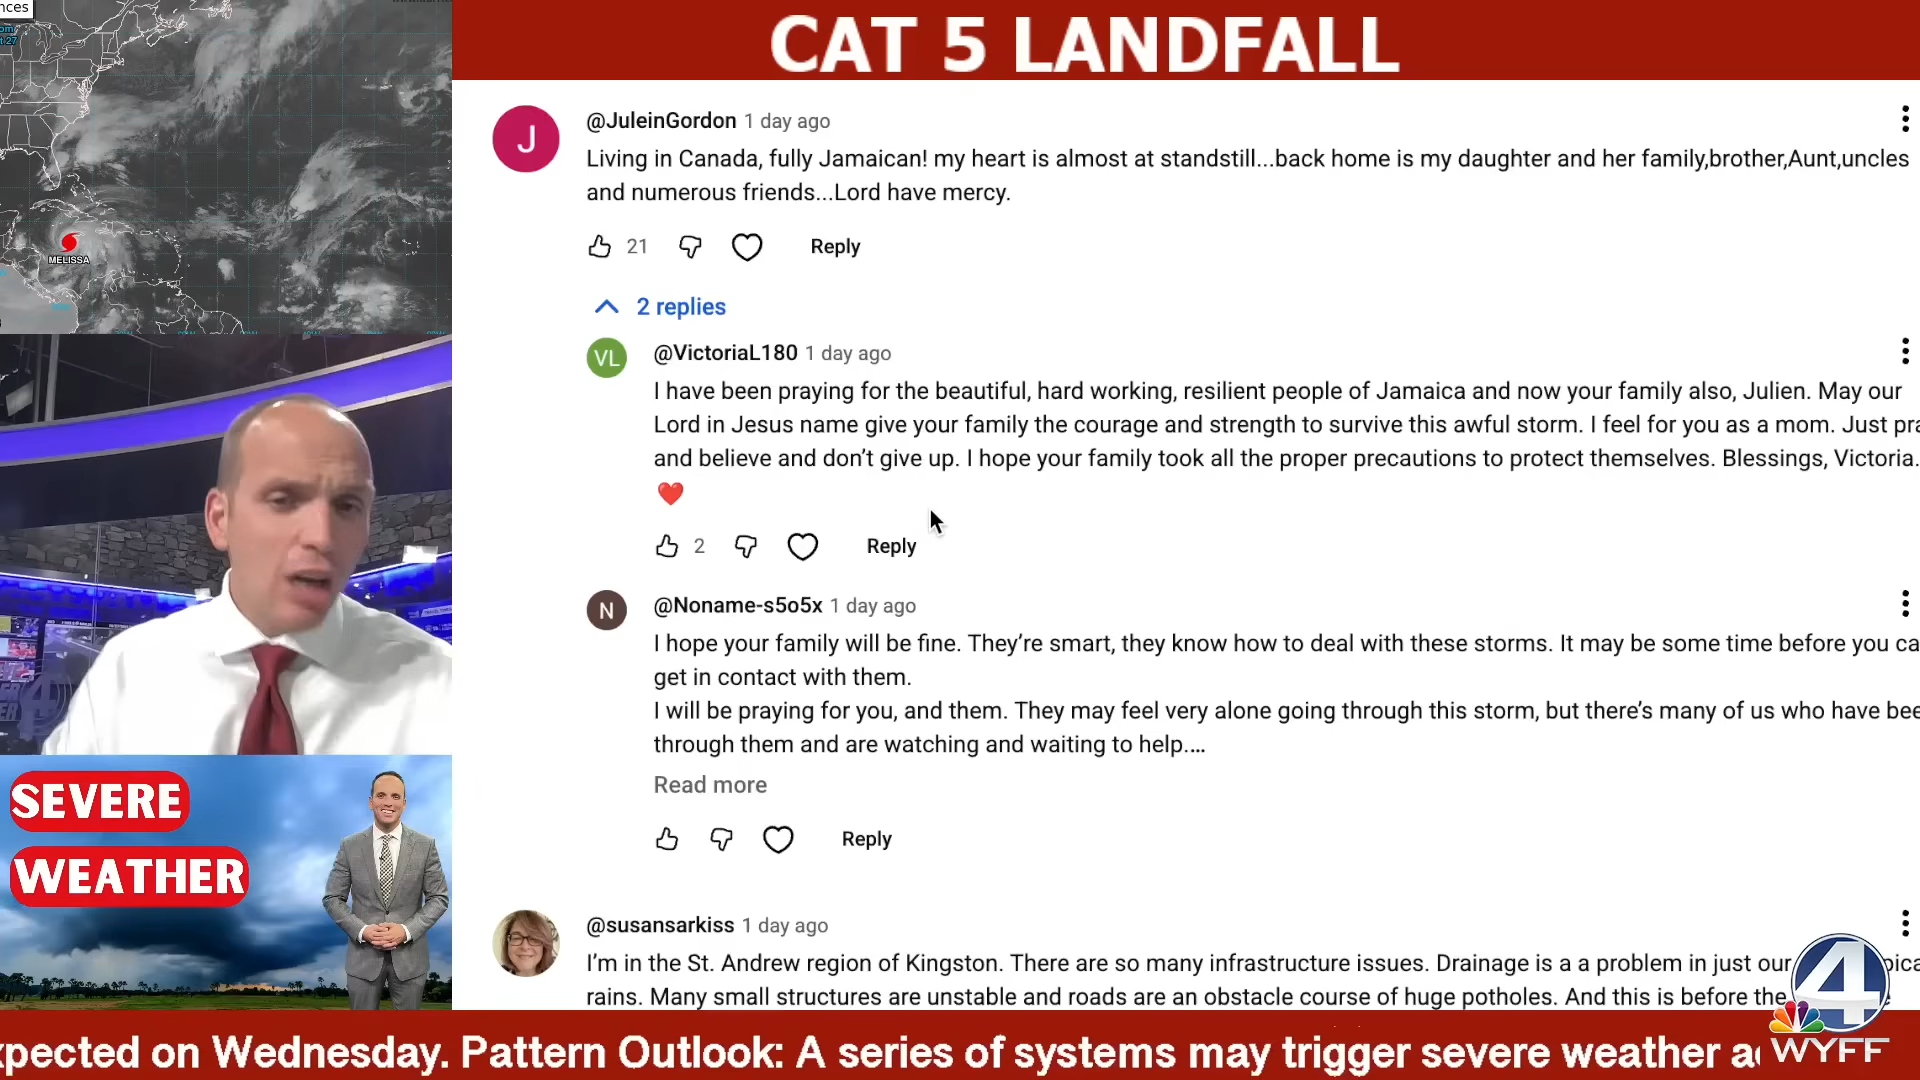 nces
CAT 5 LANDFALL
MELISSA
@JuleinGordon 1 day ago
Living in Canada, fully Jamaican! my heart is almost at standstill...back home is my daughter and her family,brother,Aunt,uncles
and numerous friends...Lord have mercy.
21
Reply
2 replies
VL
@VictoriaL180 1 day ago
I have been praying for the beautiful, hard working, resilient people of Jamaica and now your family also, Julien. May our
Lord in Jesus name give your family the courage and strength to survive this awful storm. I feel for you as a mom. Just pra
and believe and don't give up. I hope your family took all the proper precautions to protect themselves. Blessings, Victoria.
2
Reply
N
@Noname-s5o5x 1 day ago
I hope your family will be fine. They're smart, they know how to deal with these storms. It may be some time before you ca
get in contact with them.
I will be praying for you, and them. They may feel very alone going through this storm, but there's many of us who have bee
through them and are watching and waiting to help....
Read more
Reply
J
@susansarkiss 1 day ago
I'm in the St. Andrew region of Kingston. There are so many infrastructure issues. Drainage is a a problem in just our
rains. Many small structures are unstable and roads are an obstacle course of huge potholes. And this is before the
SEVERE
WEATHER
4
WYFF
xpected on Wednesday. Pattern Outlook: A series of systems may trigger severe weather a